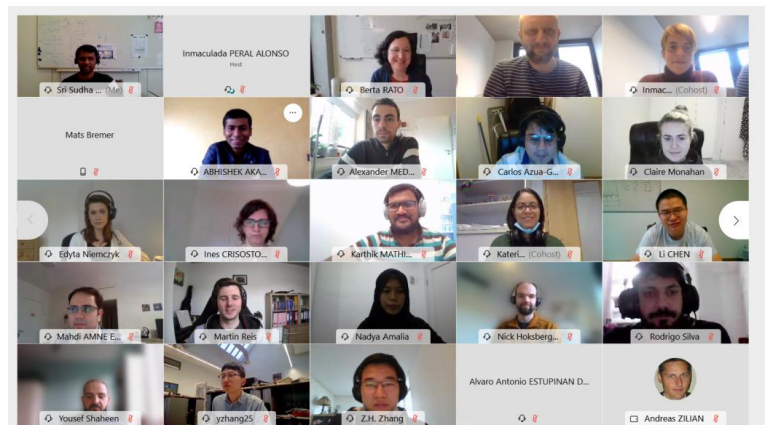 Sri Sudha ... (Me)
Inmaculada PERAL ALONSO
Host
Berta RATO
Inmac... (Cohost)
Mats Bremer
ABHISHEK AKA...
Alexander MED...
Carlos Azua-G...
Claire Monahan
Edyta Niemczyk
Ines CRISOSTO...
Karthik MATHI...
Kateri... (Cohost)
Li CHEN
Mahdi AMNE E...
Martin Reis
Nadya Amalia
Nick Hoksberg...
Rodrigo Silva
Yousef Shaheen
yzhang25
Z.H. Zhang
Alvaro Antonio ESTUPINAN D...
Andreas ZILIAN